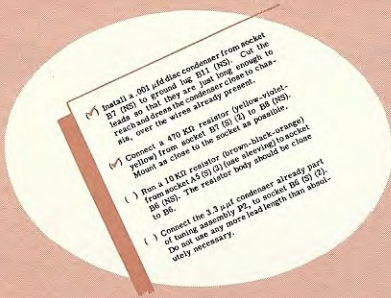 (✓) Install a .001 μfd disc condenser from socket
B7 (NS) to ground lug B11 (NS). Cut the
leads so that they are just long enough to
reach and dress the condenser close to chas-
sis, over the wires already present.
(✓) Connect a 470 KΩ resistor (yellow-violet-
yellow) from socket B7 (S) (2) to B8 (NS).
Mount as close to the socket as possible.
( ) Run a 10 KΩ resistor (brown-black-orange)
from socket A5 (S) (3) (use sleeving) to socket
B6 (NS). The resistor body should be close
to B6.
( ) Connect the 3.3 μμf condenser already part
of tuning assembly P2, to socket B6 (S) (2).
Do not use any more lead length than absol-
utely necessary.